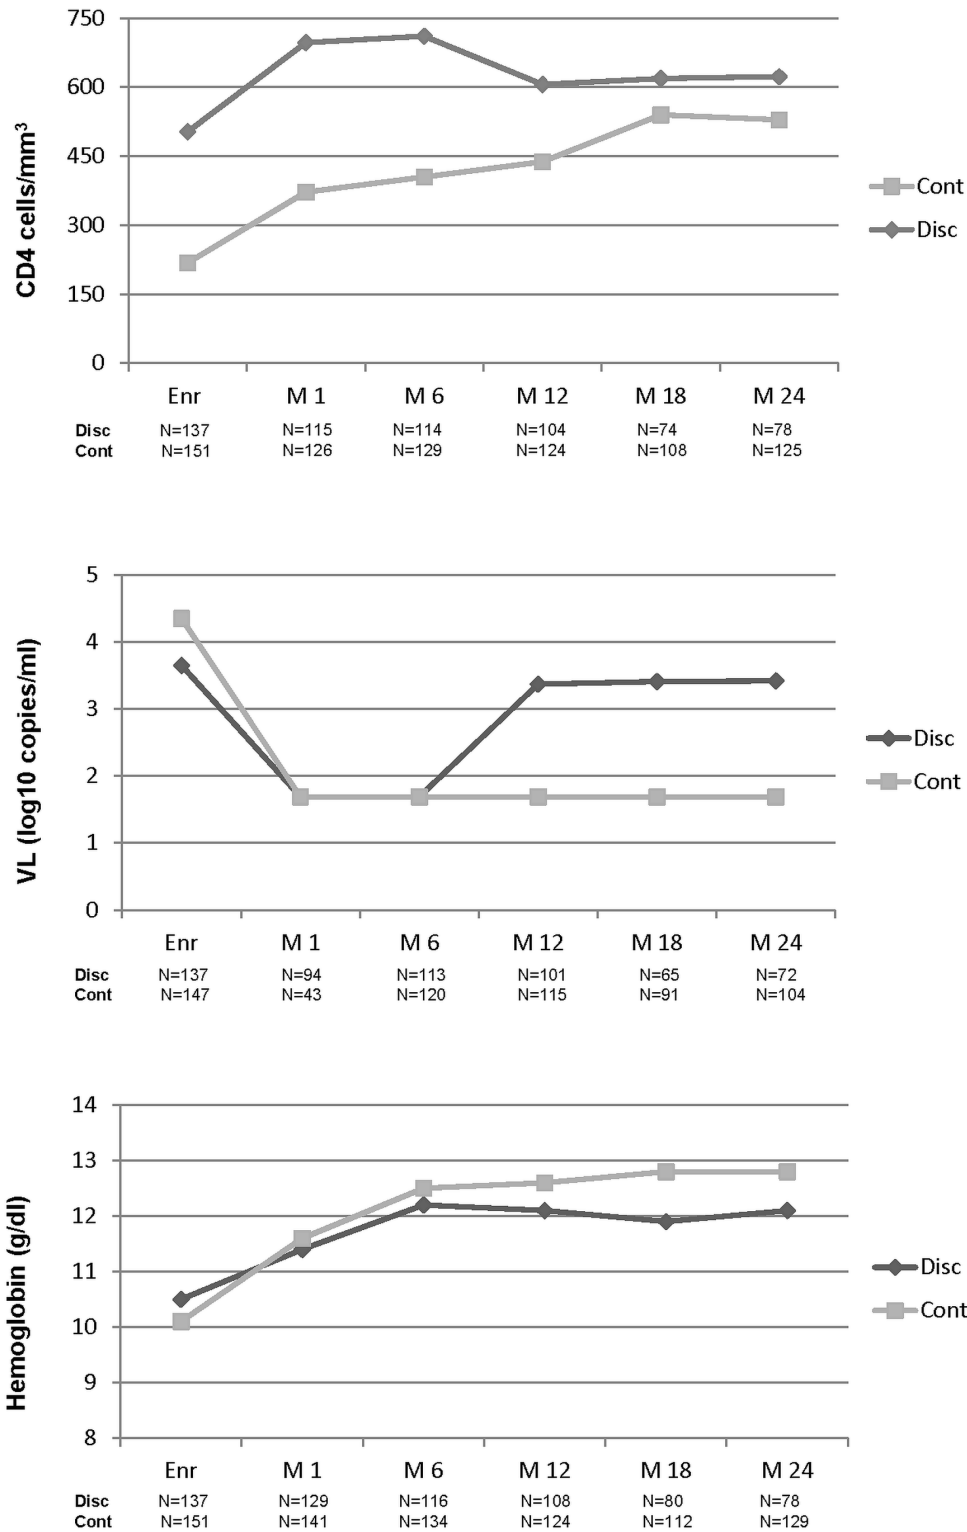 CD4 cells/mm³
750
600
450
300
150
0
Cont
Disc
Enr M 1 M 6 M 12 M 18 M 24
Disc N=137 N=115 N=114 N=104 N=74 N=78
Cont N=151 N=126 N=129 N=124 N=108 N=125
VL (log10 copies/ml)
5
4
3
2
1
0
Disc
Cont
Enr M 1 M 6 M 12 M 18 M 24
Disc N=137 N=94 N=113 N=101 N=65 N=72
Cont N=147 N=43 N=120 N=115 N=91 N=104
Hemoglobin (g/dl)
14
13
12
11
10
9
8
Disc
Cont
Enr M 1 M 6 M 12 M 18 M 24
Disc N=137 N=129 N=116 N=108 N=80 N=78
Cont N=151 N=141 N=134 N=124 N=112 N=129